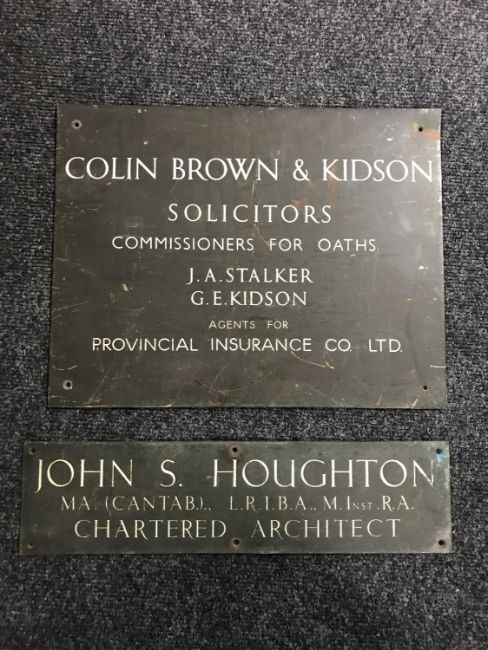 COLIN BROWN & KIDSON
SOLICITORS
COMMISSIONERS FOR OATHS
J. A. STALKER
G. E. KIDSON
AGENTS FOR
PROVINCIAL INSURANCE CO. LTD.
JOHN S. HOUGHTON
MA. (CANTAB.)., L.R.I.B.A., M.INST.R.A.
CHARTERED ARCHITECT